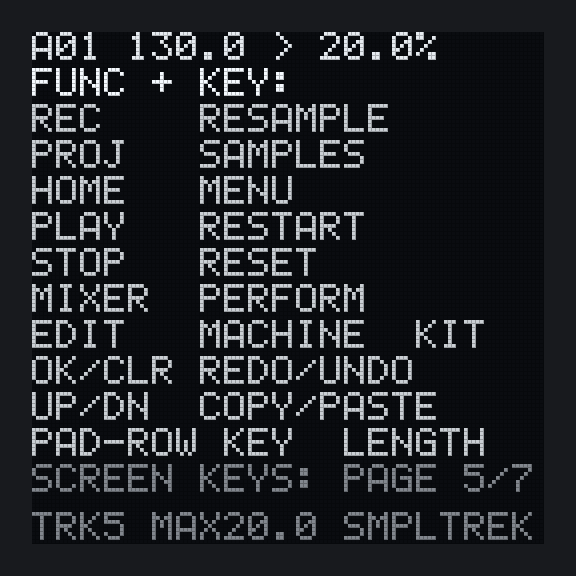 A01 130.0 > 20.0%
FUNC + KEY:
REC RESAMPLE
PROJ SAMPLES
HOME MENU
PLAY RESTART
STOP RESET
MIXER PERFORM
EDIT MACHINE KIT
OK/CLR REDO/UNDO
UP/DN COPY/PASTE
PAD-ROW KEY LENGTH
SCREEN KEYS: PAGE 5/7
TRK5 MAX20.0 SMPLTREK